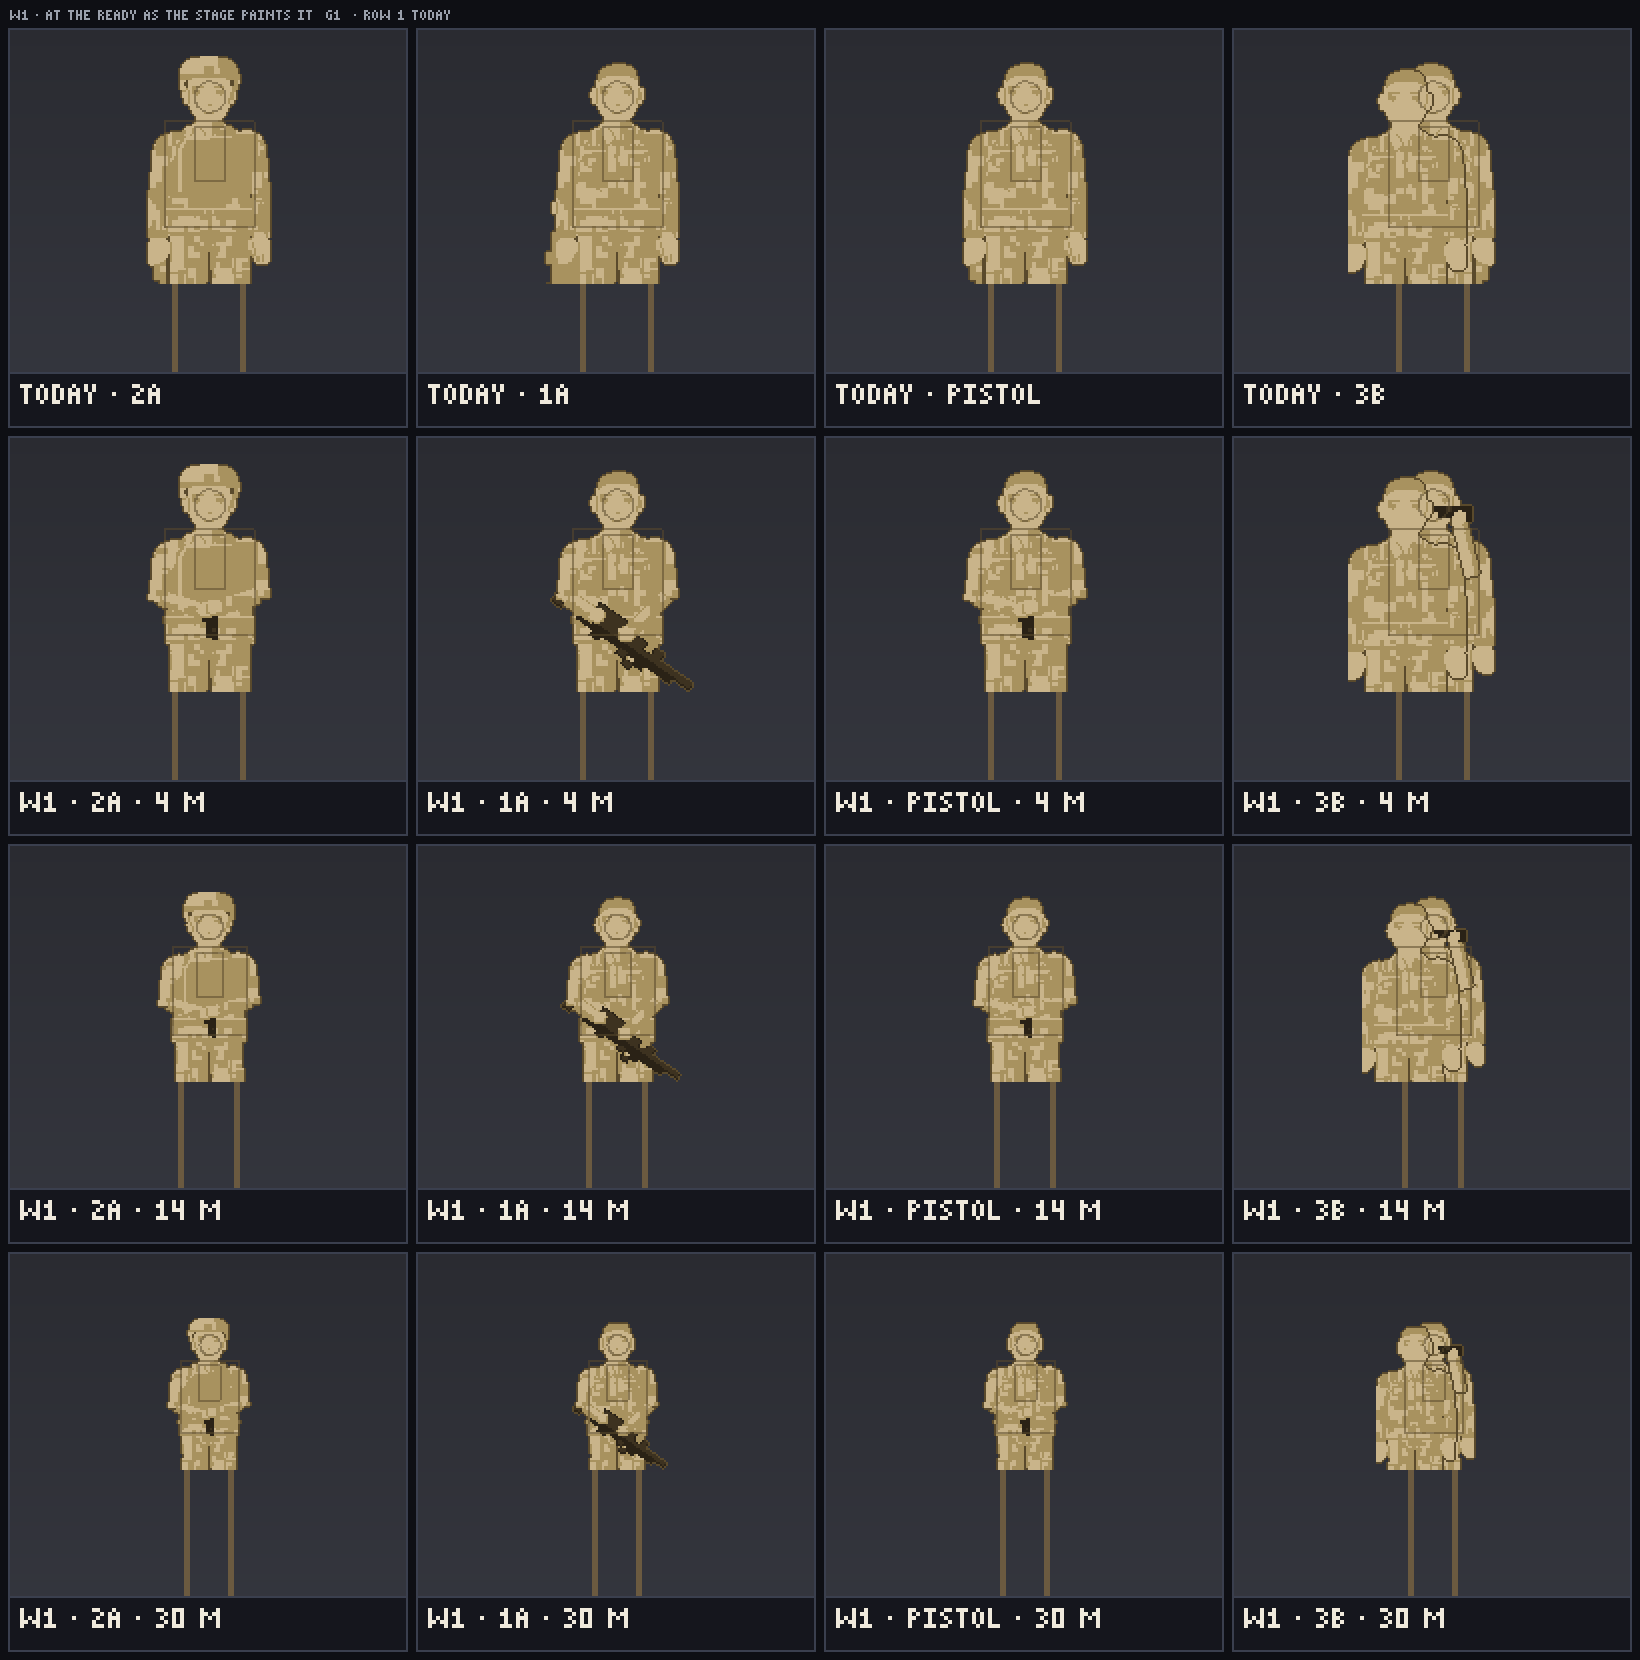 W1 · AT THE READY AS THE STAGE PAINTS IT G1 · ROW 1 TODAY
TODAY · 2A
TODAY · 1A
TODAY · PISTOL
TODAY · 3B
W1 · 2A · 4 M
W1 · 1A · 4 M
W1 · PISTOL · 4 M
W1 · 3B · 4 M
W1 · 2A · 14 M
W1 · 1A · 14 M
W1 · PISTOL · 14 M
W1 · 3B · 14 M
W1 · 2A · 30 M
W1 · 1A · 30 M
W1 · PISTOL · 30 M
W1 · 3B · 30 M